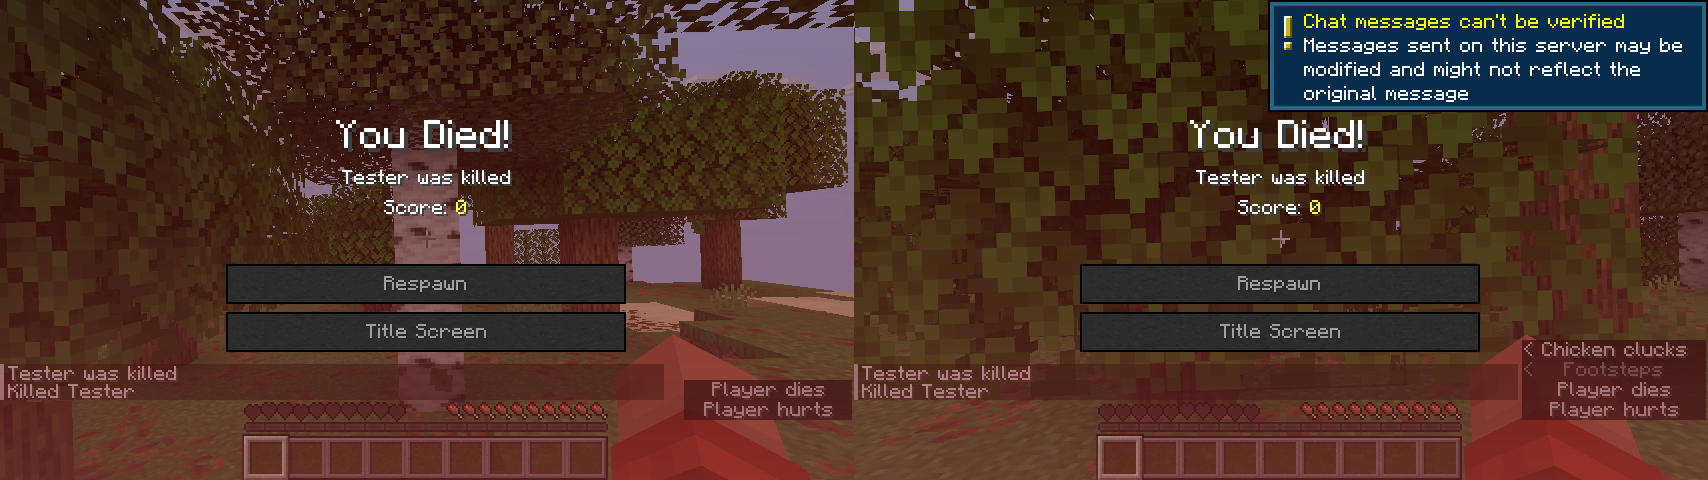 You Died!
Tester was killed
Score: 0
Respawn
Title Screen
Tester was killed
Killed Tester
Player dies
Player hurts
Chat messages can't be verified
Messages sent on this server may be
modified and might not reflect the
original message
You Died!
Tester was killed
Score: 0
Respawn
Title Screen
Tester was killed
Killed Tester
< Chicken clucks
< Footsteps
Player dies
Player hurts